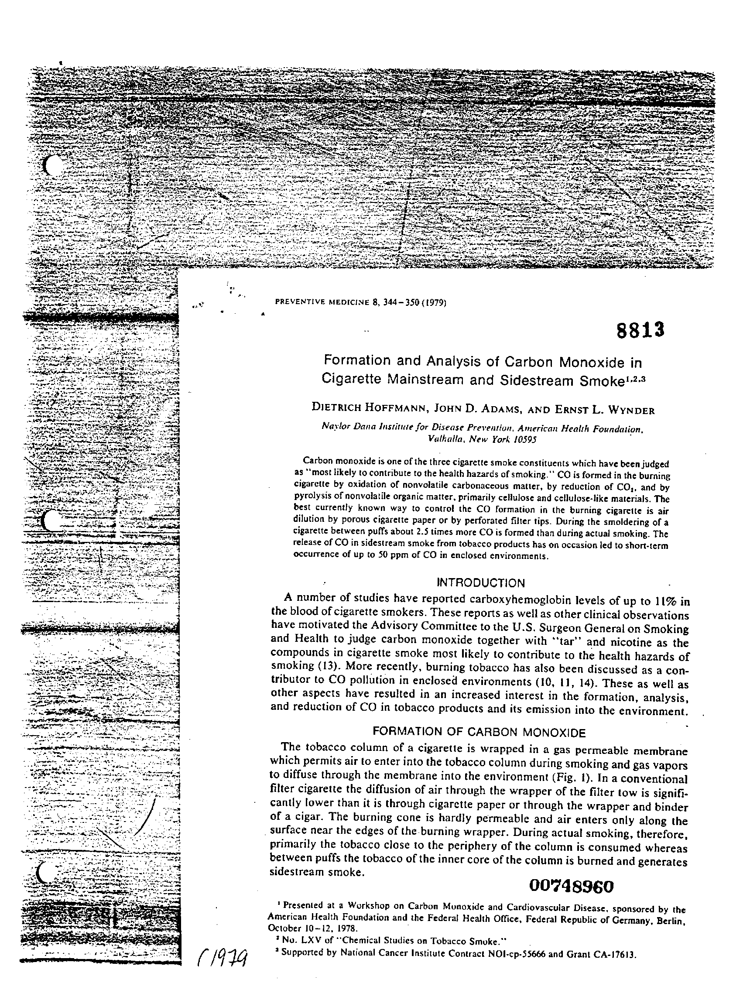 PREVENTIVE MEDICINE 8, 344–350 (1979)
8813
Formation and Analysis of Carbon Monoxide in
Cigarette Mainstream and Sidestream Smoke1,2,3
DIETRICH HOFFMANN, JOHN D. ADAMS, AND ERNST L. WYNDER
Naylor Dana Institute for Disease Prevention, American Health Foundation,
Valhalla, New York 10595
Carbon monoxide is one of the three cigarette smoke constituents which have been judged
as "most likely to contribute to the health hazards of smoking." CO is formed in the burning
cigarette by oxidation of nonvolatile carbonaceous matter, by reduction of CO2, and by
pyrolysis of nonvolatile organic matter, primarily cellulose and cellulose-like materials. The
best currently known way to control the CO formation in the burning cigarette is air
dilution by porous cigarette paper or by perforated filter tips. During the smoldering of a
cigarette between puffs about 2.5 times more CO is formed than during actual smoking. The
release of CO in sidestream smoke from tobacco products has on occasion led to short-term
occurrence of up to 50 ppm of CO in enclosed environments.
INTRODUCTION
A number of studies have reported carboxyhemoglobin levels of up to 11% in
the blood of cigarette smokers. These reports as well as other clinical observations
have motivated the Advisory Committee to the U.S. Surgeon General on Smoking
and Health to judge carbon monoxide together with "tar" and nicotine as the
compounds in cigarette smoke most likely to contribute to the health hazards of
smoking (13). More recently, burning tobacco has also been discussed as a con-
tributor to CO pollution in enclosed environments (10, 11, 14). These as well as
other aspects have resulted in an increased interest in the formation, analysis,
and reduction of CO in tobacco products and its emission into the environment.
FORMATION OF CARBON MONOXIDE
The tobacco column of a cigarette is wrapped in a gas permeable membrane
which permits air to enter into the tobacco column during smoking and gas vapors
to diffuse through the membrane into the environment (Fig. 1). In a conventional
filter cigarette the diffusion of air through the wrapper of the filter tow is signifi-
cantly lower than it is through cigarette paper or through the wrapper and binder
of a cigar. The burning cone is hardly permeable and air enters only along the
surface near the edges of the burning wrapper. During actual smoking, therefore,
primarily the tobacco close to the periphery of the column is consumed whereas
between puffs the tobacco of the inner core of the column is burned and generates
sidestream smoke.
00748960
1 Presented at a Workshop on Carbon Monoxide and Cardiovascular Disease, sponsored by the
American Health Foundation and the Federal Health Office, Federal Republic of Germany, Berlin,
October 10–12, 1978.
2 No. LXV of "Chemical Studies on Tobacco Smoke."
3 Supported by National Cancer Institute Contract NOI-cp-55666 and Grant CA-17613.
(1979